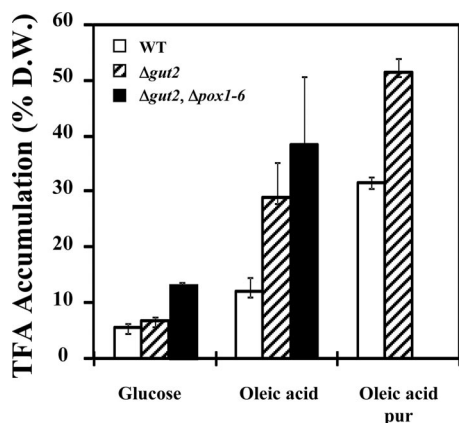 TFA Accumulation (% D.W.)
60
50
40
30
20
10
0
WT
Δgut2
Δgut2, Δpox1-6
Glucose
Oleic acid
Oleic acid
pur